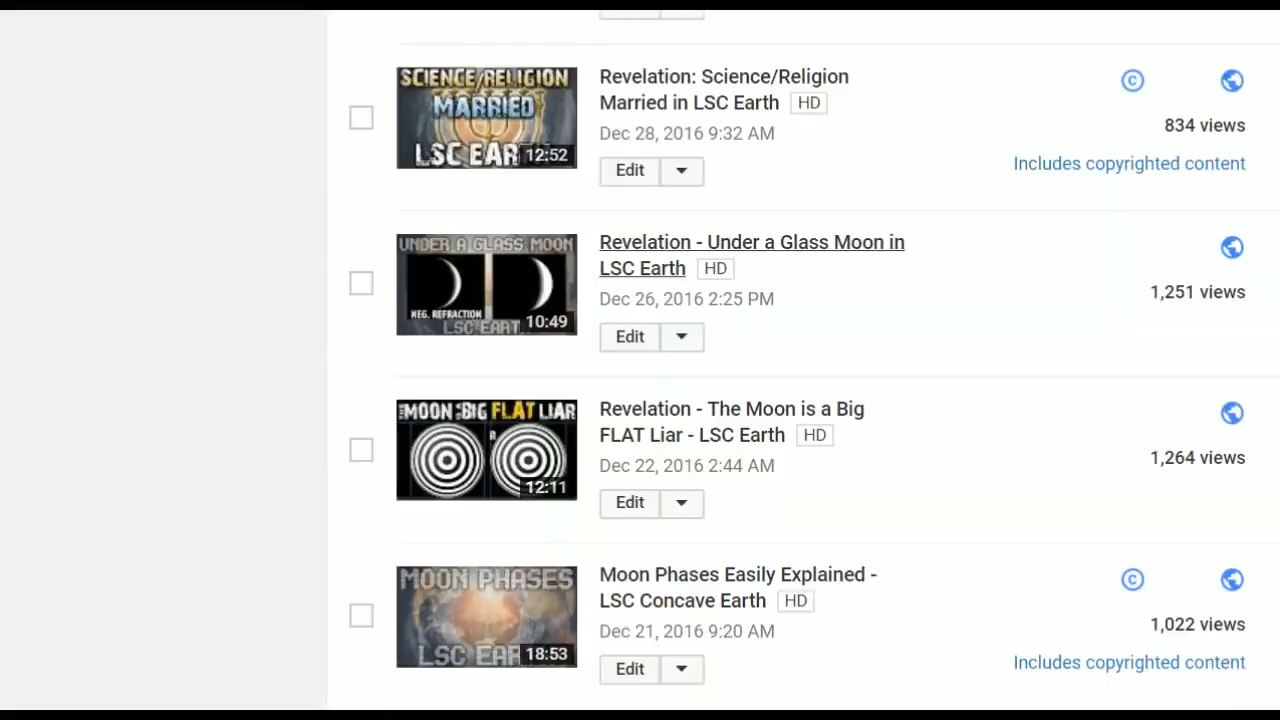 SCIENCE/RELIGION
MARRIED
LSC EAR
12:52
Revelation: Science/Religion
Married in LSC Earth HD
Dec 28, 2016 9:32 AM
Edit
834 views
Includes copyrighted content
UNDER A GLASS MOON
NEG. REFRACTION
LSC EART
10:49
Revelation - Under a Glass Moon in
LSC Earth HD
Dec 26, 2016 2:25 PM
Edit
1,251 views
MOON BIG FLAT LIAR
12:11
Revelation - The Moon is a Big
FLAT Liar - LSC Earth HD
Dec 22, 2016 2:44 AM
Edit
1,264 views
MOON PHASES
LSC EAR
18:53
Moon Phases Easily Explained -
LSC Concave Earth HD
Dec 21, 2016 9:20 AM
Edit
1,022 views
Includes copyrighted content